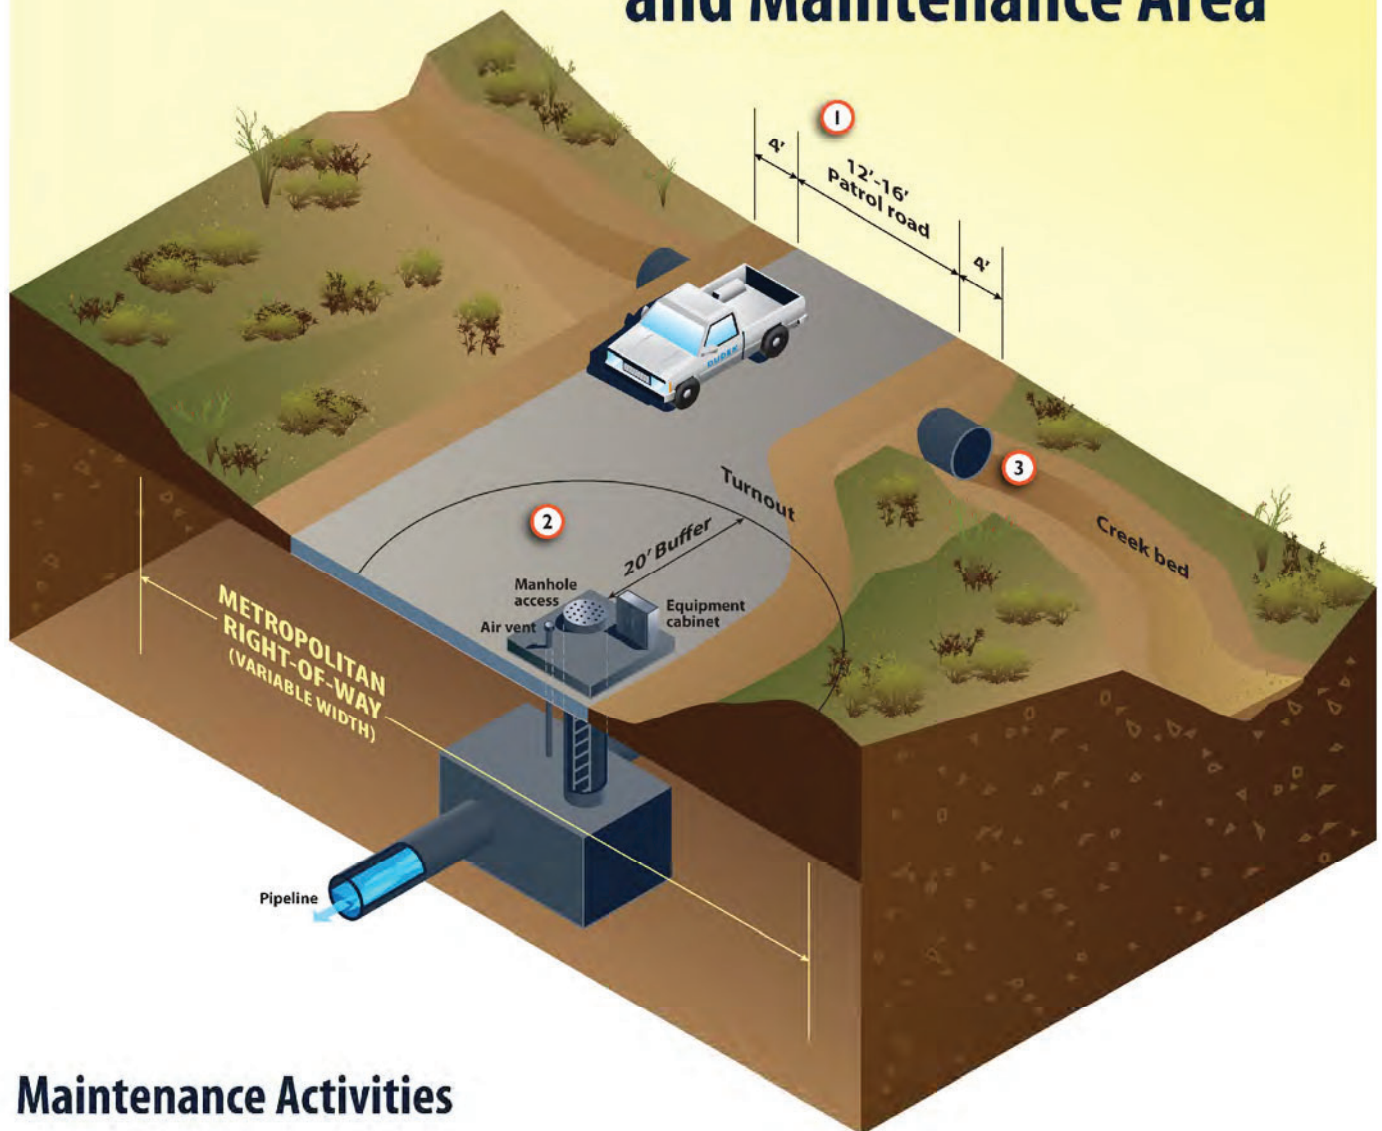 and Maintenance Area
1
4'
12'-16'
Patrol road
4'
3
Turnout
2
20' Buffer
Creek bed
Manhole
access
Air vent
Equipment
cabinet
DUDEK
METROPOLITAN
RIGHT-OF-WAY
(VARIABLE WIDTH)
Pipeline
Maintenance Activities